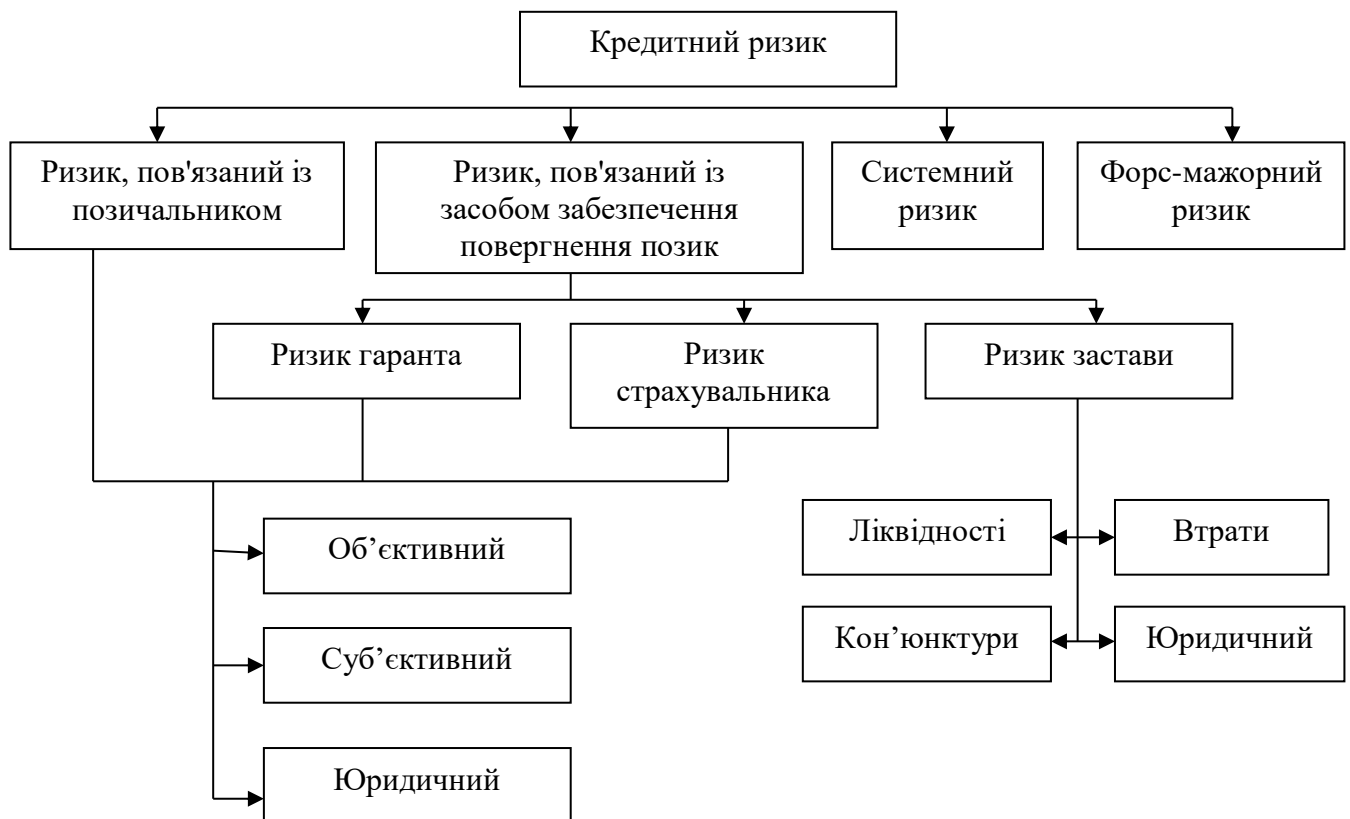 Кредитний ризик
Ризик, пов'язаний із
позичальником
Ризик, пов'язаний із
засобом забезпечення
повергнення позик
Системний
ризик
Форс-мажорний
ризик
Ризик гаранта
Ризик
страхувальника
Ризик застави
Об’єктивний
Суб’єктивний
Юридичний
Ліквідності
Втрати
Кон’юнктури
Юридичний